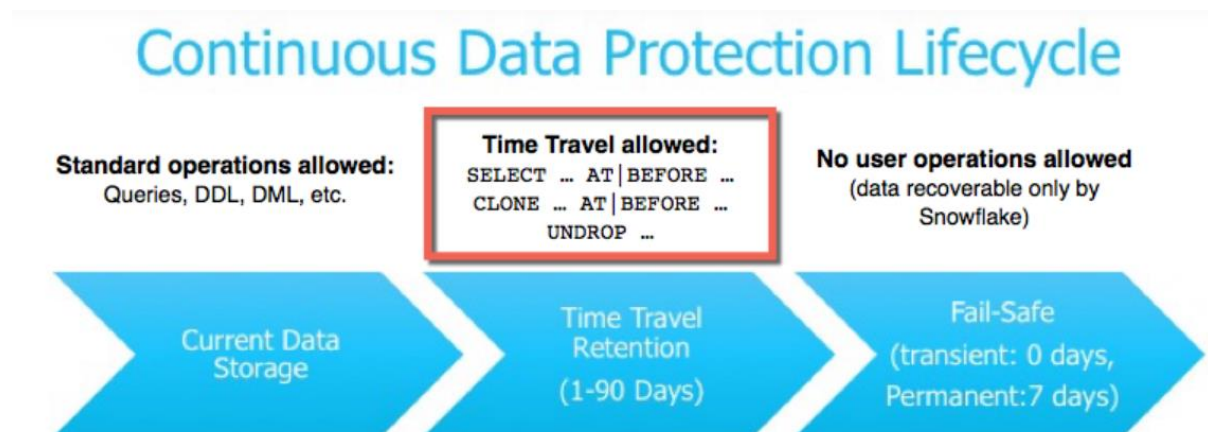 Continuous Data Protection Lifecycle
Standard operations allowed:
Queries, DDL, DML, etc.
Time Travel allowed:
SELECT … AT|BEFORE …
CLONE … AT|BEFORE …
UNDROP …
No user operations allowed
(data recoverable only by
Snowflake)
Current Data
Storage
Time Travel
Retention
(1-90 Days)
Fail-Safe
(transient: 0 days,
Permanent:7 days)